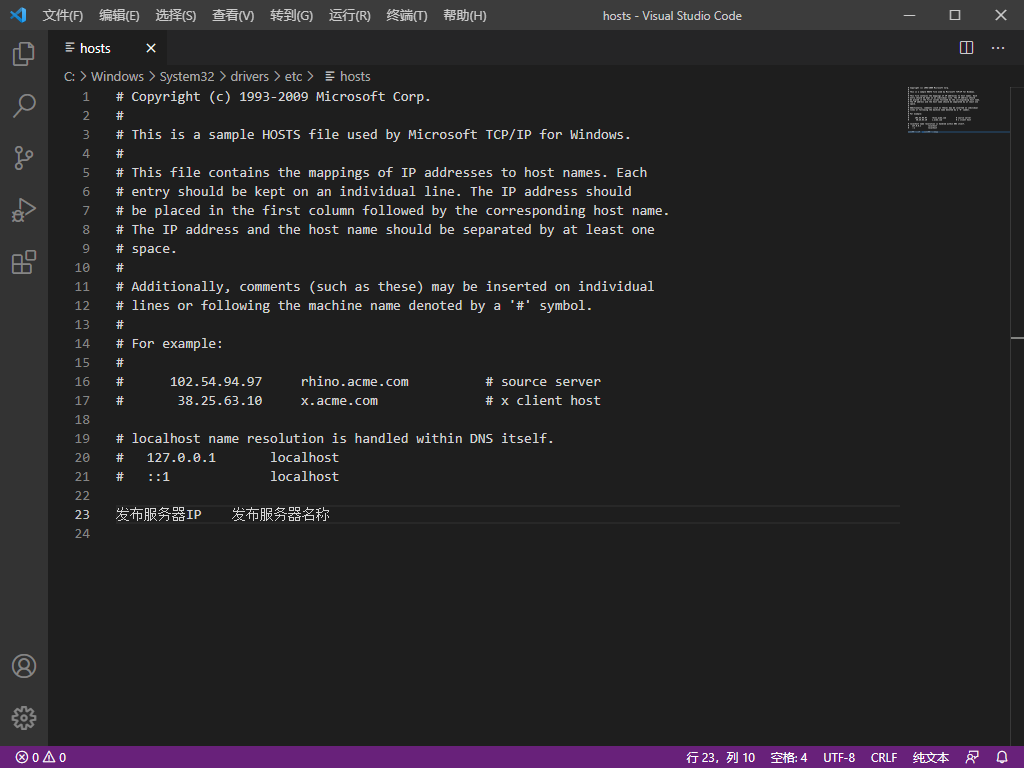 文件(F) 编辑(E) 选择(S) 查看(V) 转到(G) 运行(R) 终端(T) 帮助(H) hosts - Visual Studio Code
hosts
C: > Windows > System32 > drivers > etc > hosts
1 # Copyright (c) 1993-2009 Microsoft Corp.
2 #
3 # This is a sample HOSTS file used by Microsoft TCP/IP for Windows.
4 #
5 # This file contains the mappings of IP addresses to host names. Each
6 # entry should be kept on an individual line. The IP address should
7 # be placed in the first column followed by the corresponding host name.
8 # The IP address and the host name should be separated by at least one
9 # space.
10 #
11 # Additionally, comments (such as these) may be inserted on individual
12 # lines or following the machine name denoted by a '#' symbol.
13 #
14 # For example:
15 #
16 #      102.54.94.97     rhino.acme.com          # source server
17 #       38.25.63.10     x.acme.com              # x client host
18
19 # localhost name resolution is handled within DNS itself.
20 #   127.0.0.1       localhost
21 #   ::1             localhost
22
23 发布服务器IP    发布服务器名称
24
0 0 行 23，列 10 空格: 4 UTF-8 CRLF 纯文本